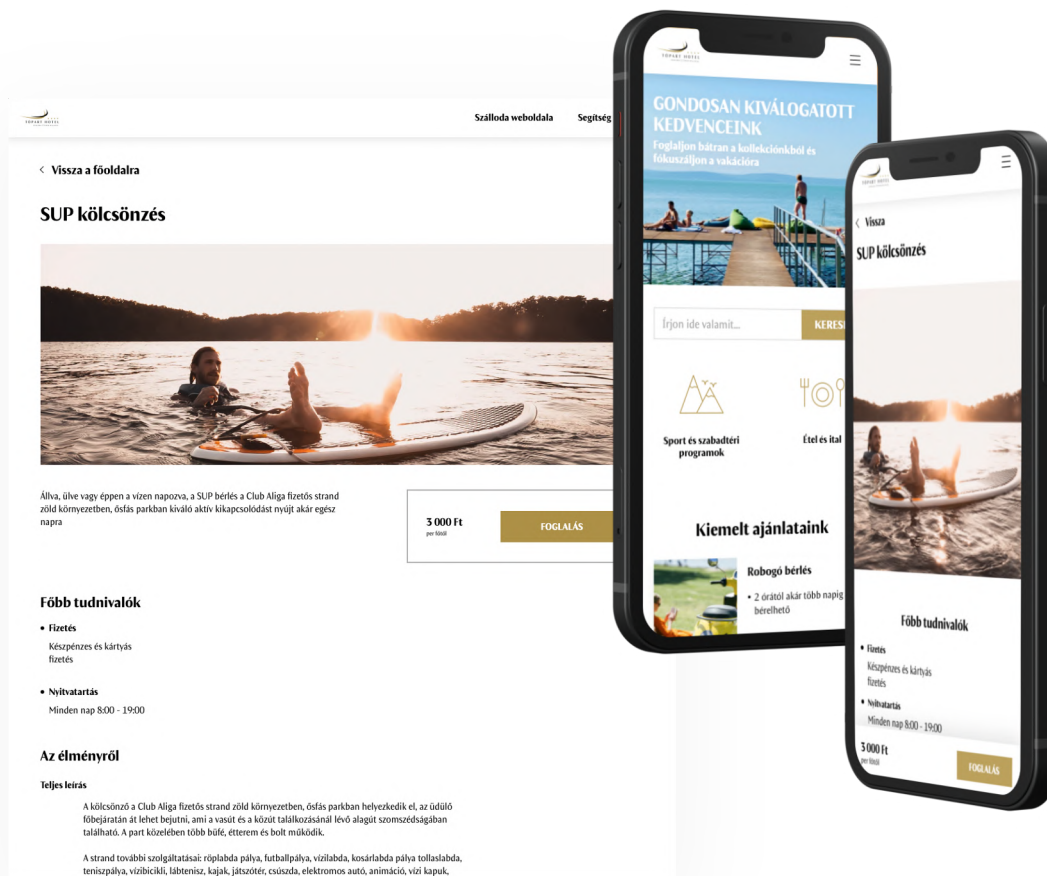 TOPART HOTEL
Szálloda weboldala
Segítség
Vissza a főoldalra
SUP kölcsönzés
Állva, ülve vagy éppen a vízen napozva, a SUP bérlés a Club Aliga fizetős strand
zöld környezetben, ősfás parkban kiváló aktív kikapcsolódást nyújt akár egész
napra
3 000 Ft
per főtől
FOGLALÁS
Főbb tudnivalók
• Fizetés
Készpénzes és kártyás
fizetés
• Nyitvatartás
Minden nap 8:00 - 19:00
Az élményről
Teljes leírás
A kölcsönző a Club Aliga fizetős strand zöld környezetben, ősfás parkban helyezkedik el, az üdülő
főbejáratán át lehet bejutni, ami a vasút és a közút találkozásánál lévő alagút szomszédságában
található. A part közelében több büfé, étterem és bolt működik.
A strand további szolgáltatásai: röplabda pálya, futballpálya, vízilabda, kosárlabda pálya tollaslabda,
teniszpálya, vízibicikli, lábtenisz, kajak, játszótér, csúszda, elektromos autó, animáció, vízi kapuk,
TOPART HOTEL
GONDOSAN KIVÁLOGATOTT
KEDVENCEINK
Foglaljon bátran a kollekciónkból és
fókuszáljon a vakációra
Írjon ide valamit...
KERES
Sport és szabadtéri
programok
Étel és ital
Kiemelt ajánlataink
Robogó bérlés
• 2 órától akár több napig
bérelhető
TOPART HOTEL
Vissza
SUP kölcsönzés
Főbb tudnivalók
• Fizetés
Készpénzes és kártyás
fizetés
• Nyitvatartás
Minden nap 8:00 - 19:00
3 000 Ft
per főtől
FOGLALÁS